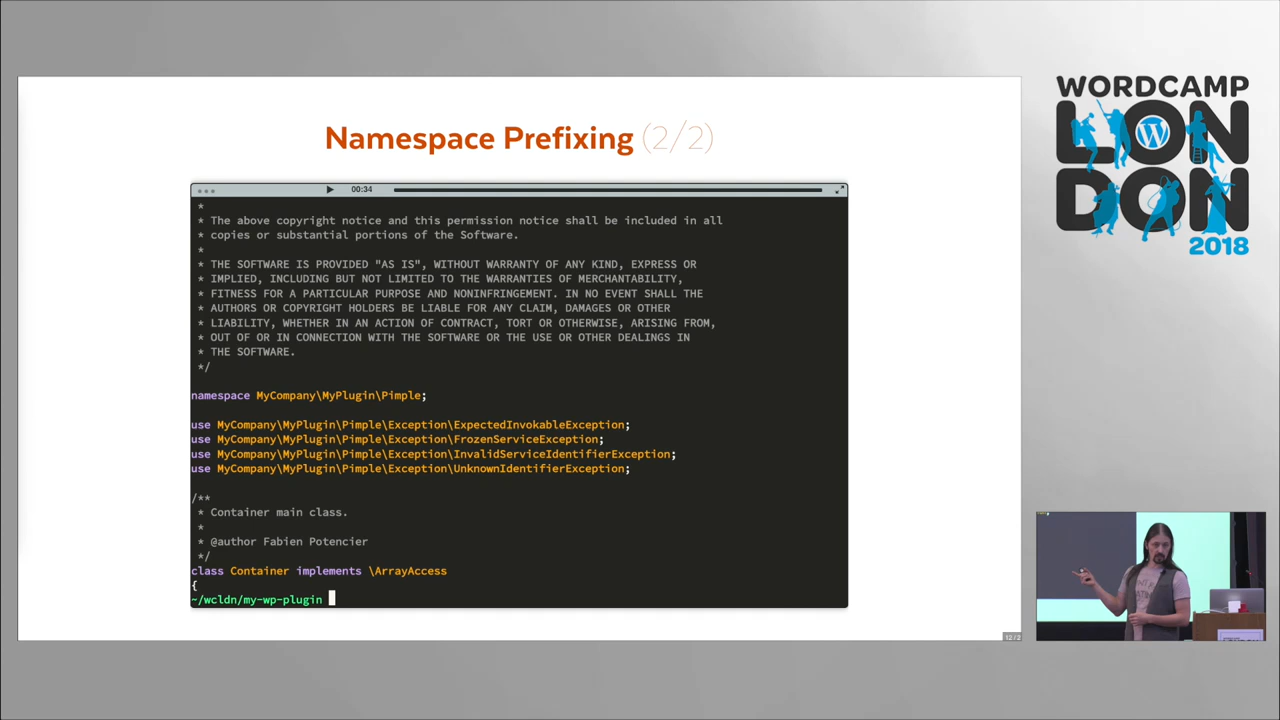 WORDCAMP
LONDON
2018
Namespace Prefixing (2/2)
00:34
*
* The above copyright notice and this permission notice shall be included in all
* copies or substantial portions of the Software.
*
* THE SOFTWARE IS PROVIDED "AS IS", WITHOUT WARRANTY OF ANY KIND, EXPRESS OR
* IMPLIED, INCLUDING BUT NOT LIMITED TO THE WARRANTIES OF MERCHANTABILITY,
* FITNESS FOR A PARTICULAR PURPOSE AND NONINFRINGEMENT. IN NO EVENT SHALL THE
* AUTHORS OR COPYRIGHT HOLDERS BE LIABLE FOR ANY CLAIM, DAMAGES OR OTHER
* LIABILITY, WHETHER IN AN ACTION OF CONTRACT, TORT OR OTHERWISE, ARISING FROM,
* OUT OF OR IN CONNECTION WITH THE SOFTWARE OR THE USE OR OTHER DEALINGS IN
* THE SOFTWARE.
*/
namespace MyCompany\MyPlugin\Pimple;
use MyCompany\MyPlugin\Pimple\Exception\ExpectedInvokableException;
use MyCompany\MyPlugin\Pimple\Exception\FrozenServiceException;
use MyCompany\MyPlugin\Pimple\Exception\InvalidServiceIdentifierException;
use MyCompany\MyPlugin\Pimple\Exception\UnknownIdentifierException;
/**
* Container main class.
*
* @author Fabien Potencier
*/
class Container implements \ArrayAccess
{
~/wcldn/my-wp-plugin